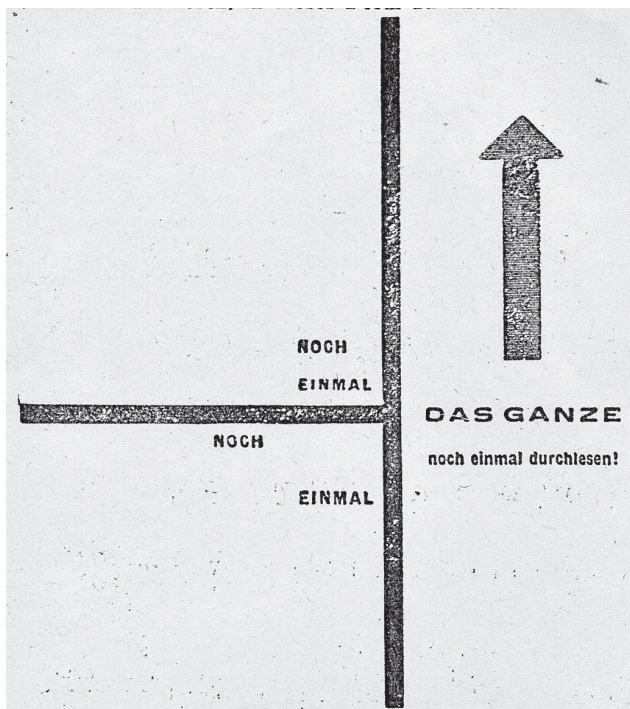 NOCH
EINMAL
NOCH
EINMAL
DAS GANZE
noch einmal durchlesen!